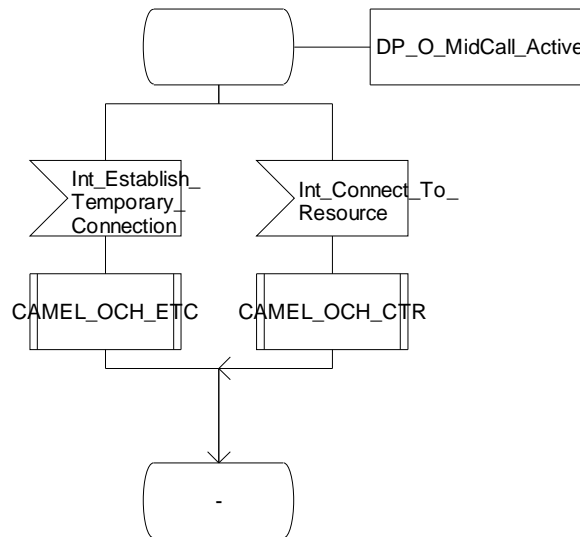 DP_O_MidCall_Active
Int_Establish_
Temporary_
Connection
Int_Connect_To_
Resource
CAMEL_OCH_ETC
CAMEL_OCH_CTR
-